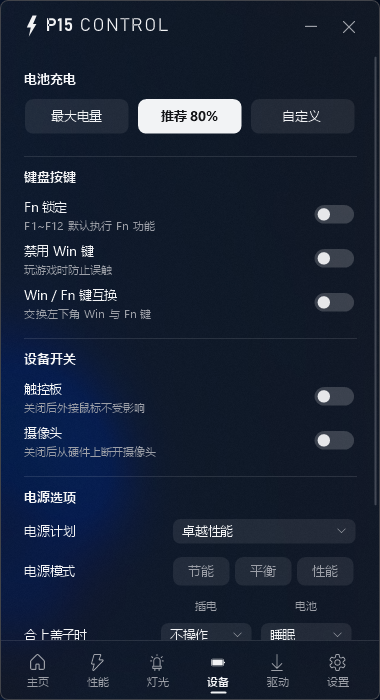 P15 CONTROL
电池充电
最大电量
推荐 80%
自定义
键盘按键
Fn 锁定
F1~F12 默认执行 Fn 功能
禁用 Win 键
玩游戏时防止误触
Win / Fn 键互换
交换左下角 Win 与 Fn 键
设备开关
触控板
关闭后外接鼠标不受影响
摄像头
关闭后从硬件上断开摄像头
电源选项
电源计划 卓越性能
电源模式 节能 平衡 性能
插电 电池
合上盖子时 不操作 睡眠
主页 性能 灯光 设备 驱动 设置